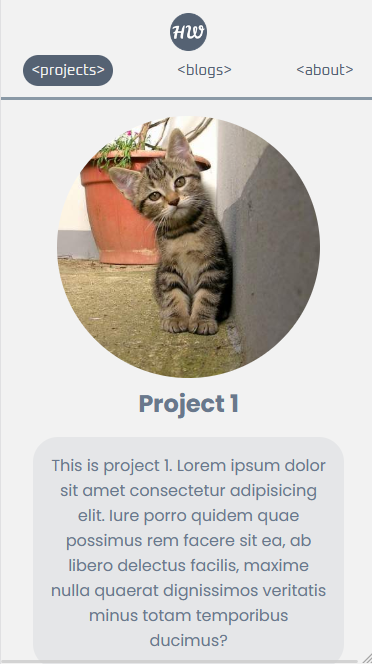 HW
<projects> <blogs> <about>
Project 1
This is project 1. Lorem ipsum dolor
sit amet consectetur adipisicing
elit. Iure porro quidem quae
possimus rem facere sit ea, ab
libero delectus facilis, maxime
nulla quaerat dignissimos veritatis
minus totam temporibus
ducimus?